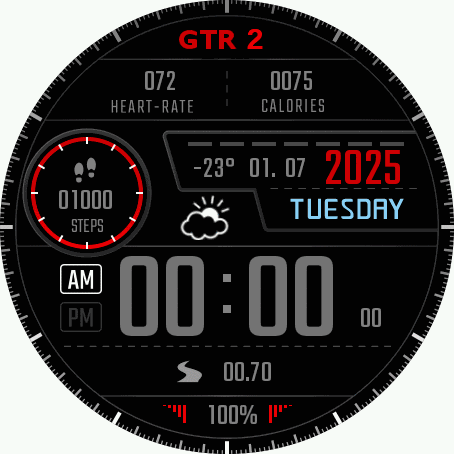 GTR 2
072 0075
HEART-RATE CALORIES
-23° 01. 07 2025
01000
STEPS
TUESDAY
AM
PM
00:00 00
00.70
100%